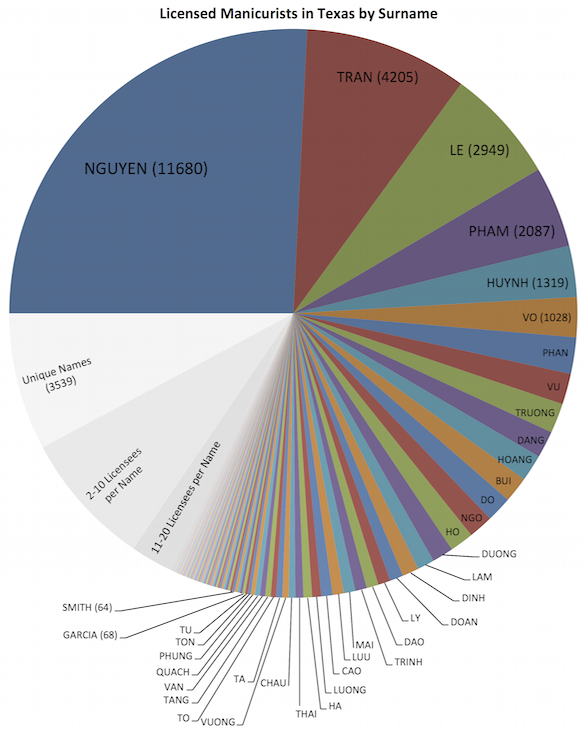 Licensed Manicurists in Texas by Surname
NGUYEN (11680)
TRAN (4205)
LE (2949)
PHAM (2087)
HUYNH (1319)
VO (1028)
PHAN
VU
TRUONG
DANG
HOANG
BUI
DO
NGO
HO
DUONG
LAM
DINH
DOAN
LY
DAO
TRINH
MAI
LUU
CAO
LUONG
HA
THAI
CHAU
TA
VUONG
TO
TANG
VAN
QUACH
PHUNG
TON
TU
GARCIA (68)
SMITH (64)
11-20 Licensees per Name
2-10 Licensees
per Name
Unique Names
(3539)